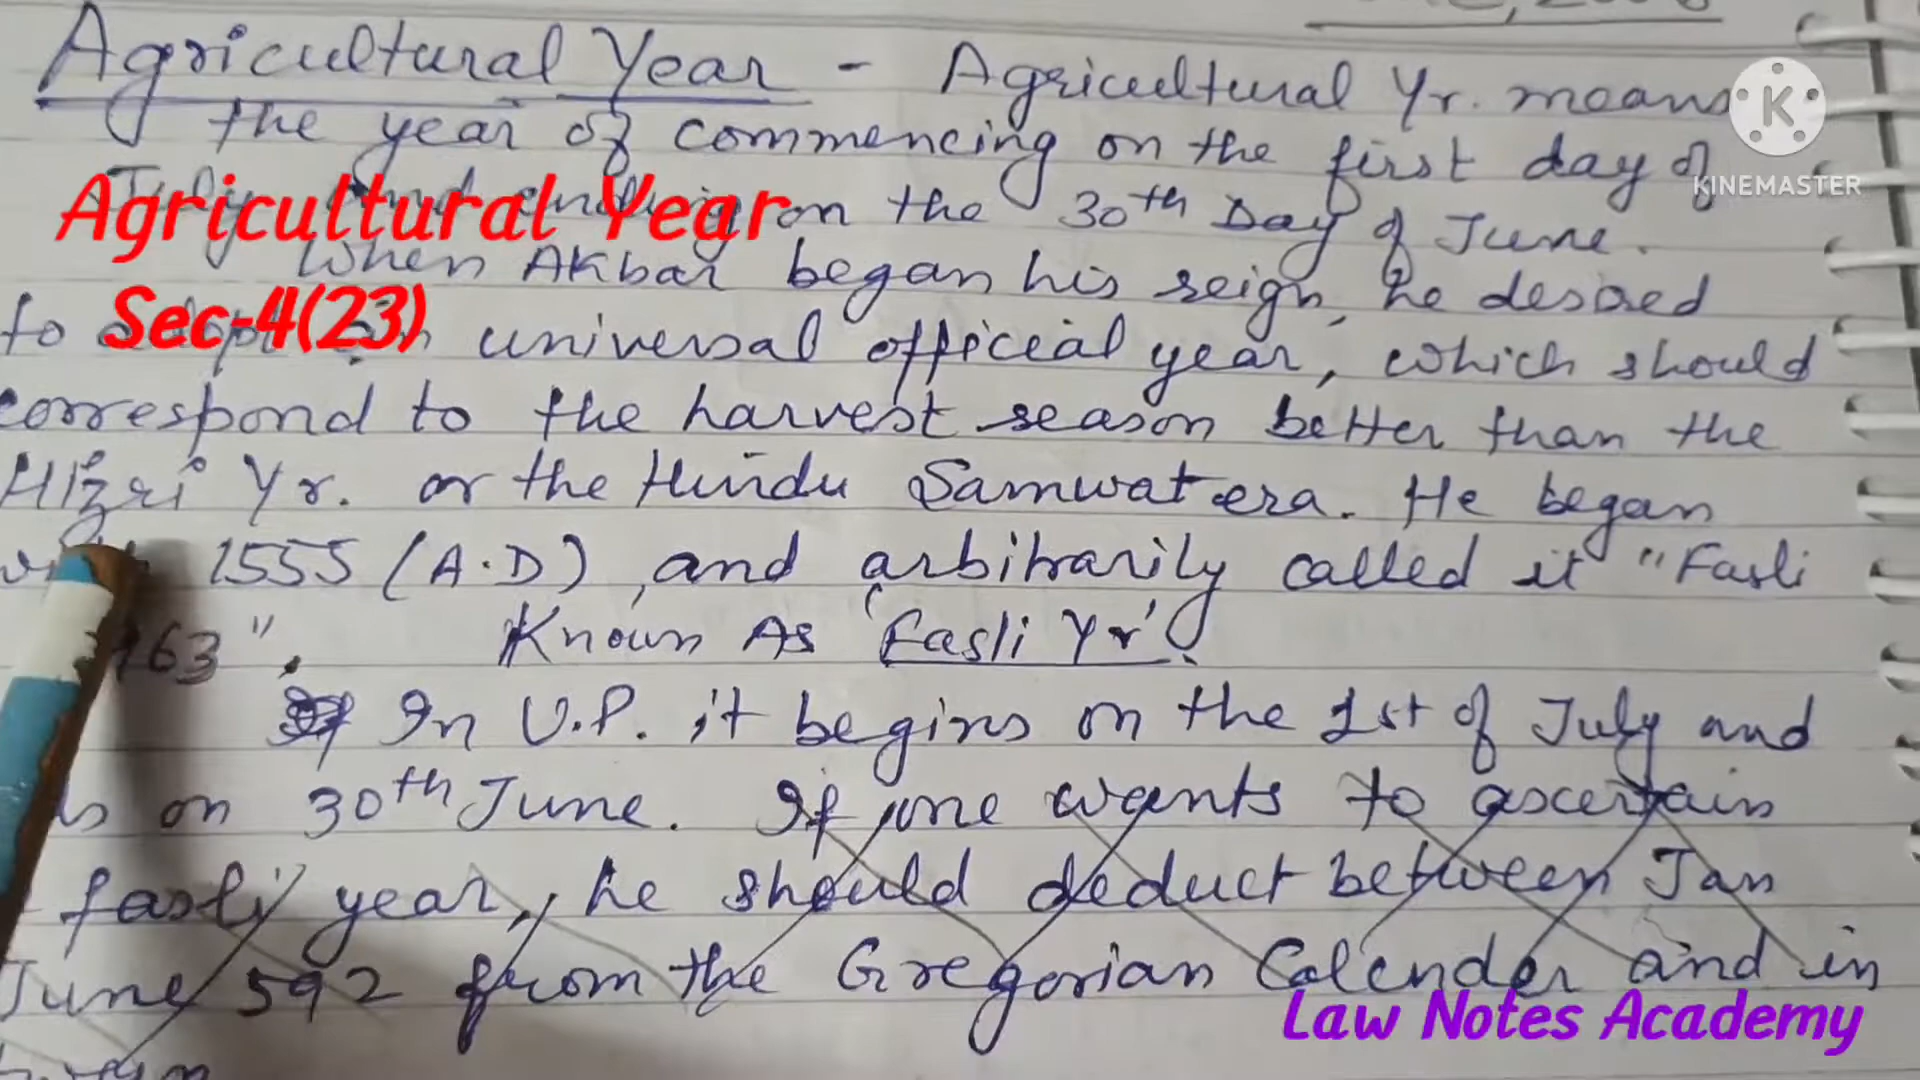 Agricultural Year - Agricultural Yr. means
the year of commencing on the first day of
July and ending on the 30th Day of June.
Agricultural Year
When Akbar began his reign, he desired
Sec-4(23)
to adopt an universal official year, which should
correspond to the harvest season better than the
Hizri Yr. or the Hindu Samwat era. He began
1555 (A.D), and arbitrarily called it "Fasli
963". Known As 'Fasli Yr'.
In U.P. it begins on the 1st of July and
on 30th June. If one wants to ascertain
fasli year, he should deduct between Jan
June 592 from the Gregorian Calender and in
KINEMASTER
Law Notes Academy